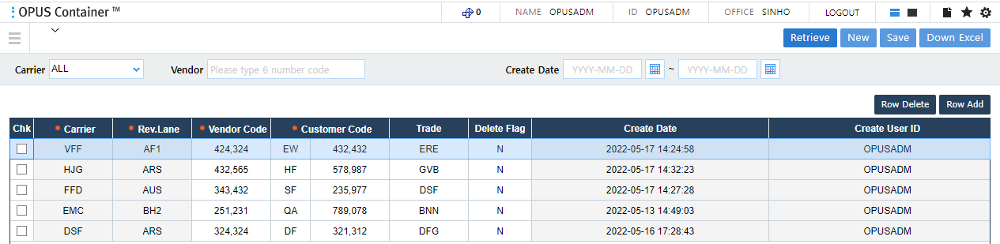 OPUS Container ™ 0 NAME OPUSADM ID OPUSADM OFFICE SINHO LOGOUT
Retrieve New Save Down Excel
Carrier ALL Vendor Please type 6 number code Create Date YYYY-MM-DD ~ YYYY-MM-DD
Row Delete Row Add
Chk Carrier Rev.Lane Vendor Code Customer Code Trade Delete Flag Create Date Create User ID
VFF AF1 424,324 EW 432,432 ERE N 2022-05-17 14:24:58 OPUSADM
HJG ARS 432,565 HF 578,987 GVB N 2022-05-17 14:32:23 OPUSADM
FFD AUS 343,432 SF 235,977 DSF N 2022-05-17 14:27:28 OPUSADM
EMC BH2 251,231 QA 789,078 BNN N 2022-05-13 14:49:03 OPUSADM
DSF ARS 324,324 DF 321,312 DFG N 2022-05-16 17:28:43 OPUSADM